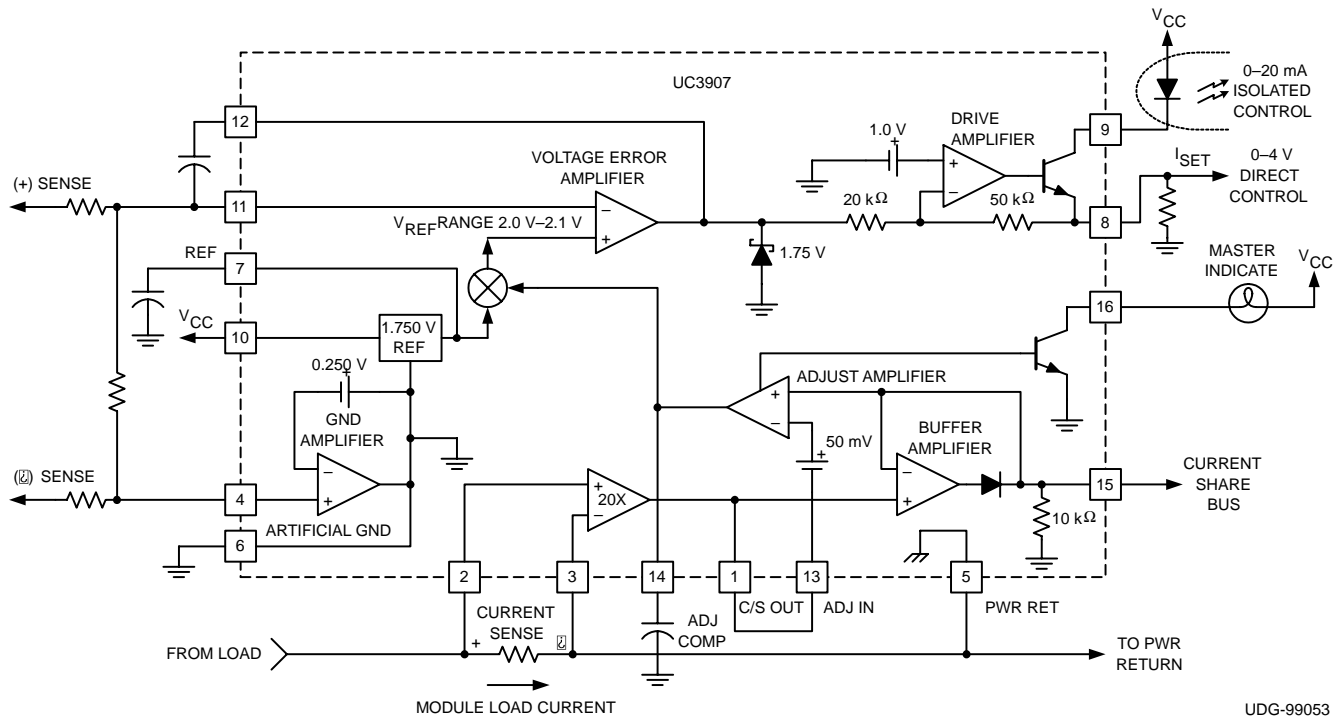 VCC
UC3907
0–20 mA
ISOLATED
CONTROL
12
1.0 V
DRIVE
AMPLIFIER
9
+
+
−
VOLTAGE ERROR
AMPLIFIER
ISET
0–4 V
DIRECT
CONTROL
(+) SENSE
11
−
+
20 kΩ
50 kΩ
8
VREF RANGE 2.0 V–2.1 V
1.75 V
REF
7
MASTER
INDICATE
VCC
VCC
10
1.750 V
REF
16
0.250 V
+
GND
AMPLIFIER
−
+
ADJUST AMPLIFIER
+
−
50 mV
+
BUFFER
AMPLIFIER
−
+
SENSE
4
+
20X
−
15
CURRENT
SHARE
BUS
10 kΩ
ARTIFICIAL GND
6
2
3
14
1
13
5
C/S OUT
ADJ IN
PWR RET
CURRENT
SENSE
+
ADJ
COMP
FROM LOAD
TO PWR
RETURN
MODULE LOAD CURRENT
UDG-99053